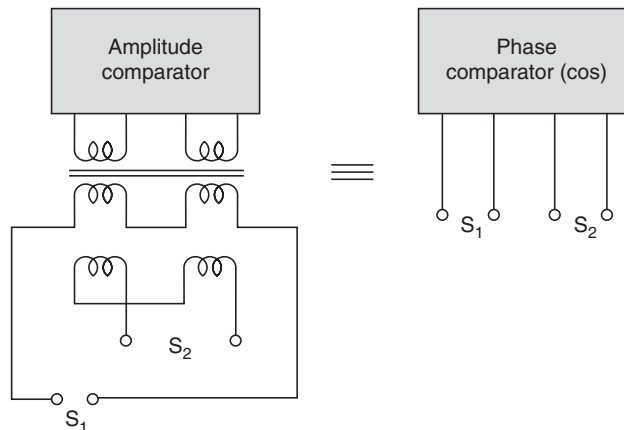 Amplitude
comparator
Phase
comparator (cos)
S₁
S₂
S₂
S₁